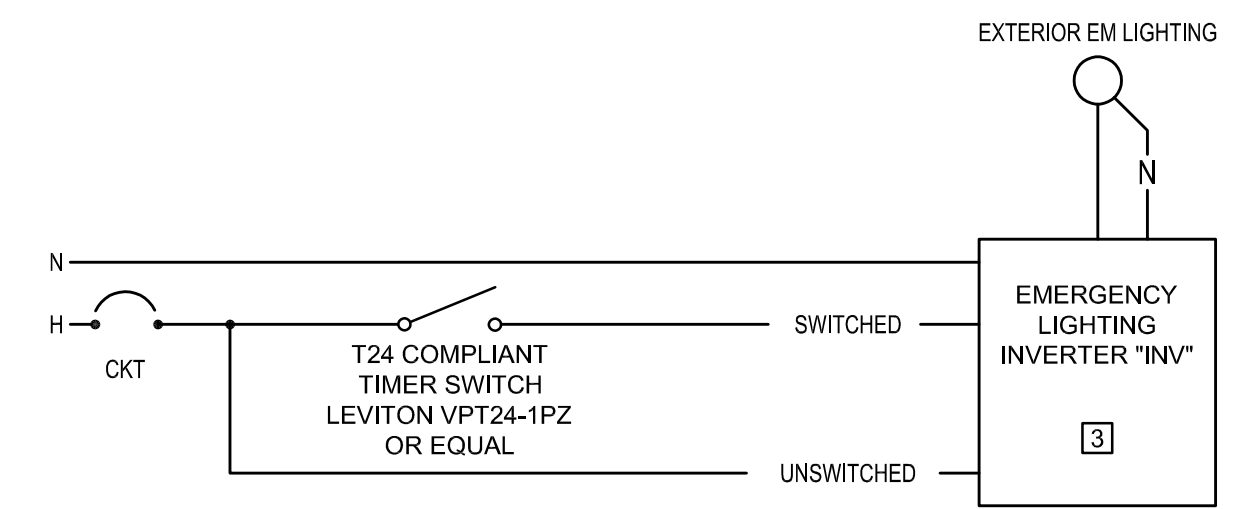 EXTERIOR EM LIGHTING
N
N
H
CKT
T24 COMPLIANT
TIMER SWITCH
LEVITON VPT24-1PZ
OR EQUAL
SWITCHED
UNSWITCHED
EMERGENCY
LIGHTING
INVERTER "INV"
3